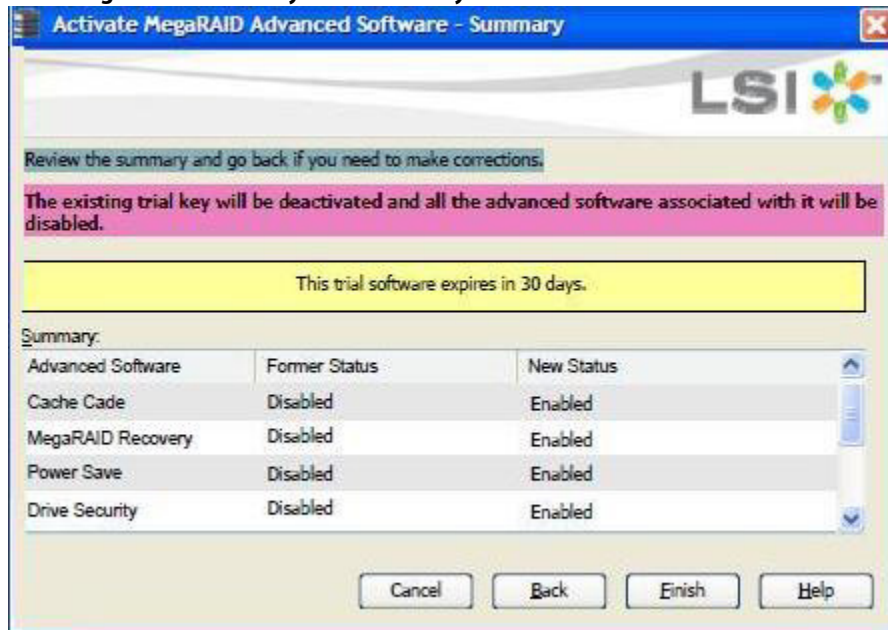 Activate MegaRAID Advanced Software - Summary
LSI
Review the summary and go back if you need to make corrections.
The existing trial key will be deactivated and all the advanced software associated with it will be
disabled.
This trial software expires in 30 days.
Summary:
Advanced Software Former Status New Status
Cache Cade Disabled Enabled
MegaRAID Recovery Disabled Enabled
Power Save Disabled Enabled
Drive Security Disabled Enabled
Cancel Back Finish Help